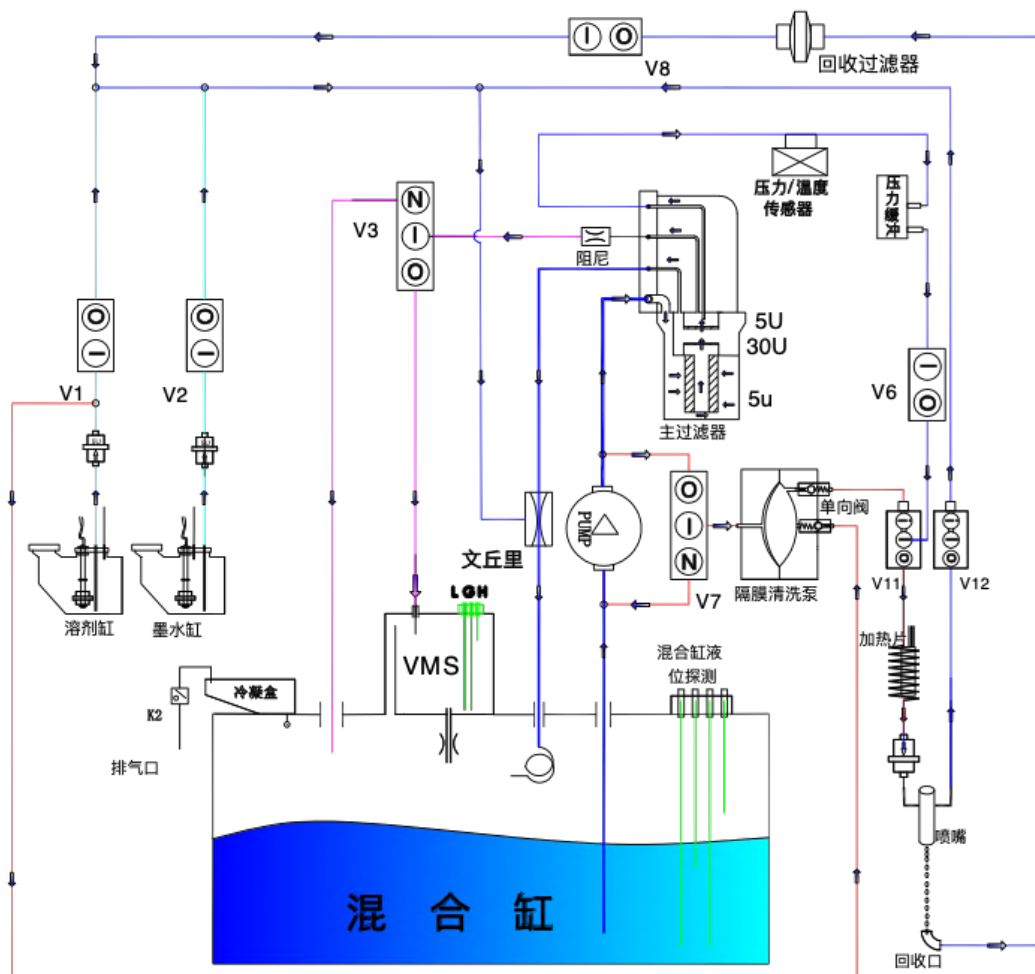 I O
V8
回收过滤器
压力/温度
传感器
压力缓冲
N
I
O
V3
阻尼
5U
30U
5u
主过滤器
O
I
V1
O
I
V2
I
O
V6
PUMP
O
I
N
V7
单向阀
隔膜清洗泵
I
I
O
V11
I
I
O
V12
文丘里
溶剂缸
墨水缸
LGH
VMS
混合缸液
位探测
加热片
冷凝盒
K2
排气口
喷嘴
回收口
混合缸